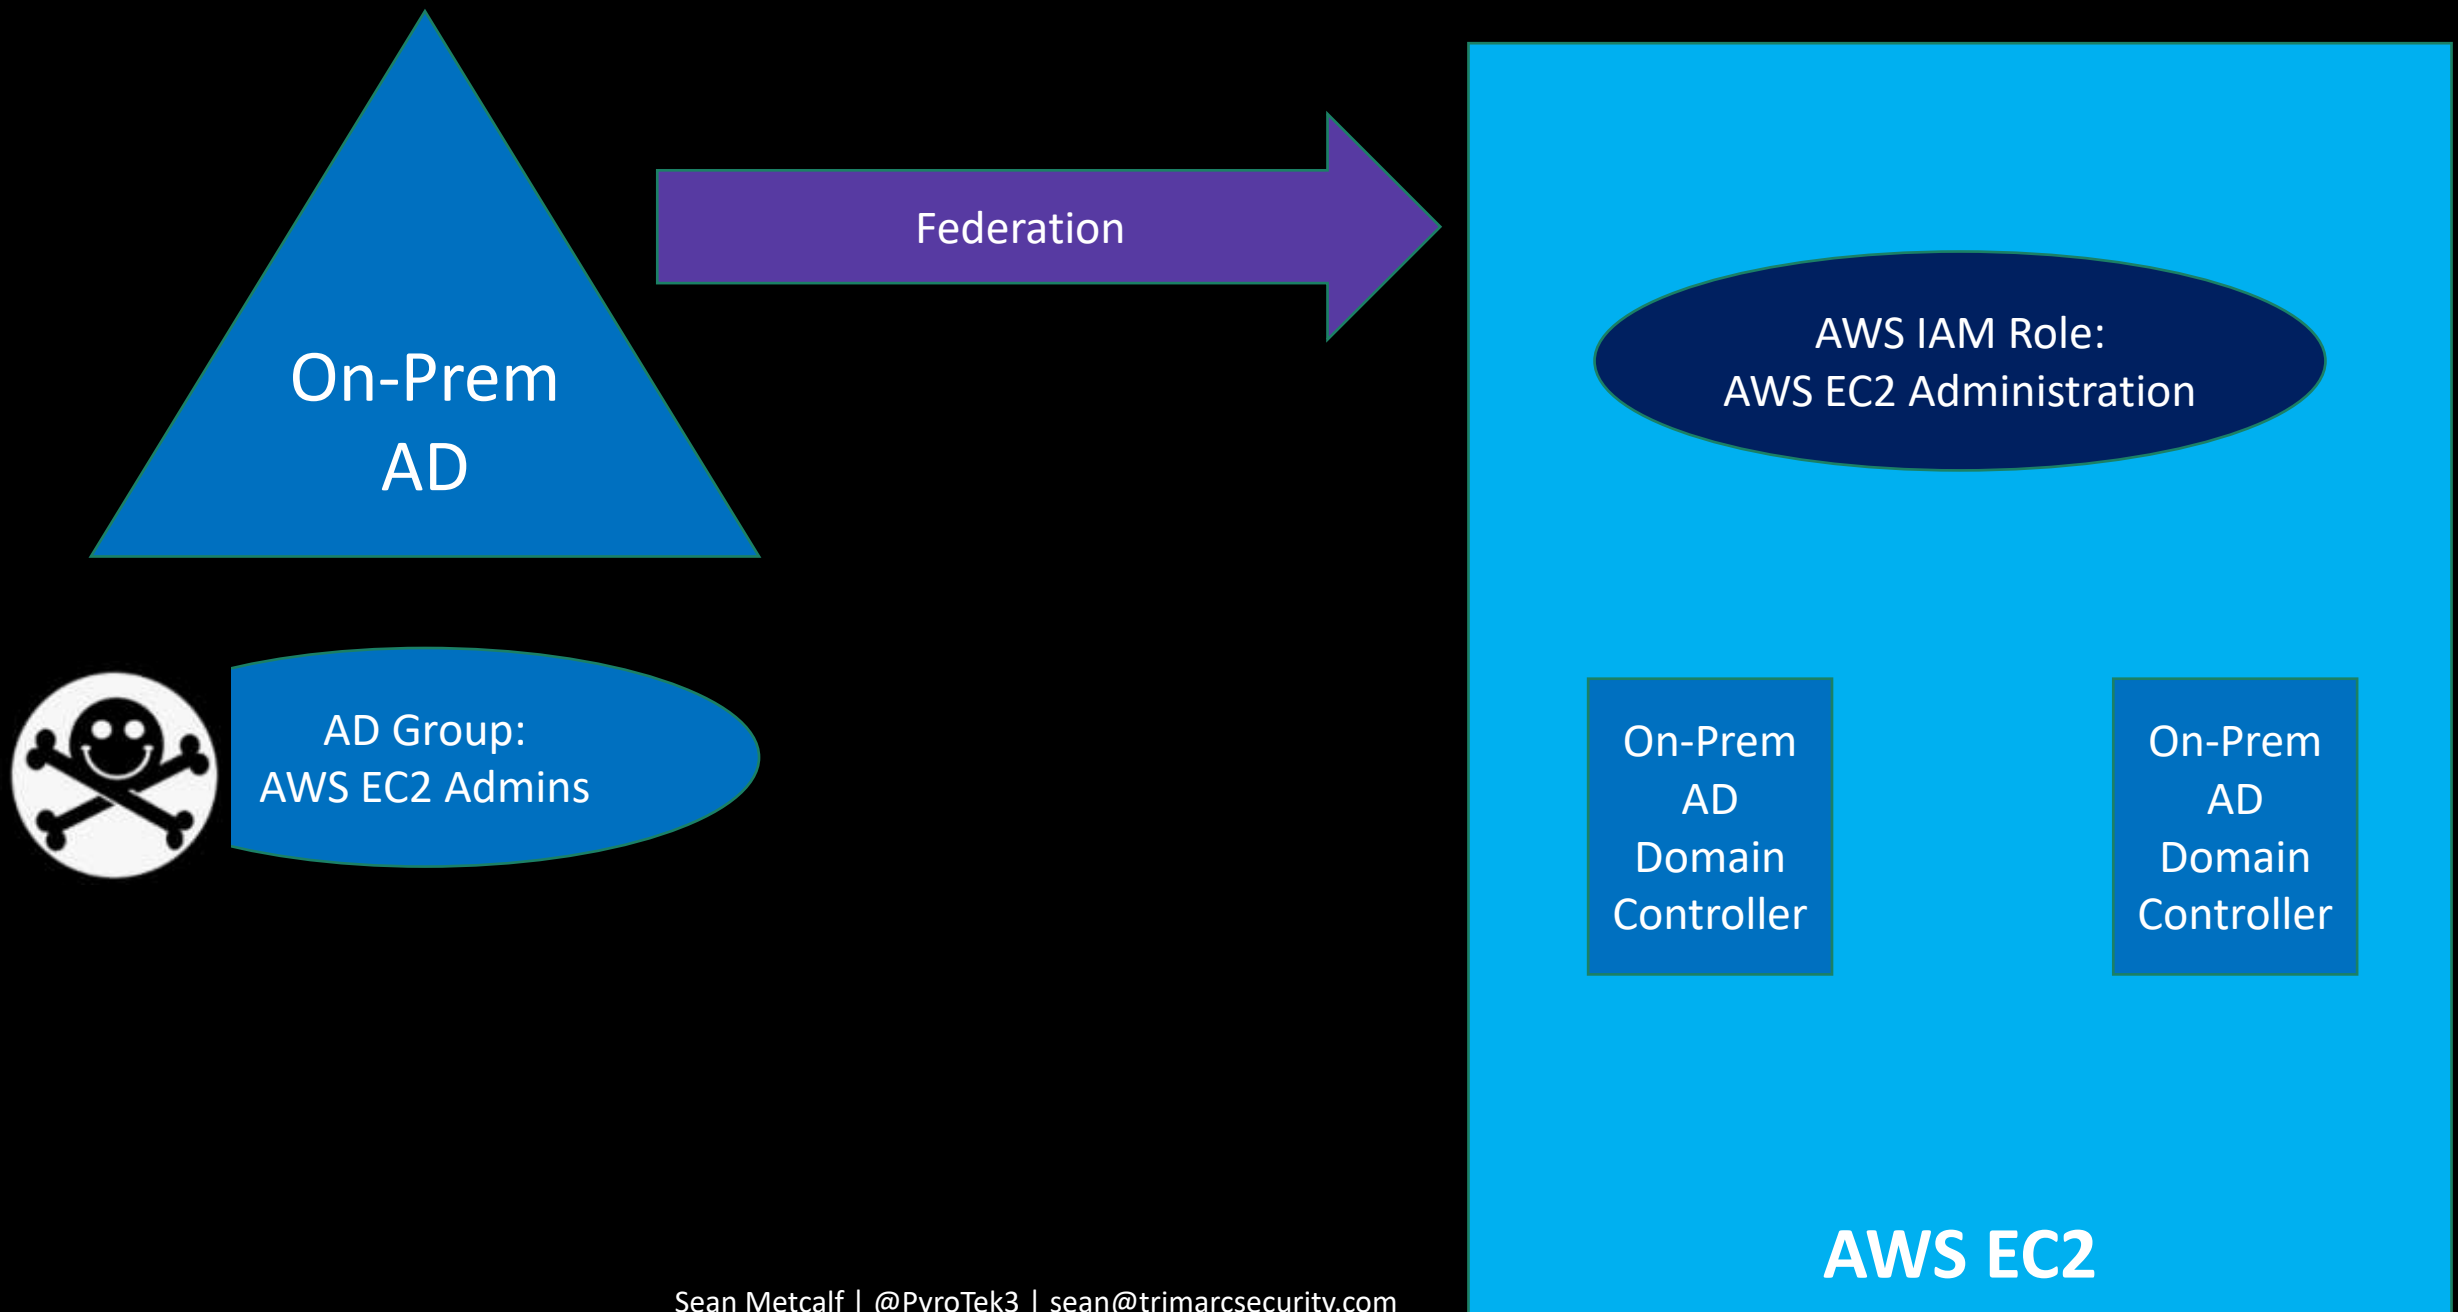 On-Prem
AD
Federation
AWS IAM Role:
AWS EC2 Administration
AD Group:
AWS EC2 Admins
On-Prem
AD
Domain
Controller
On-Prem
AD
Domain
Controller
AWS EC2
Sean Metcalf | @PyroTek3 | sean@trimarcsecurity.com